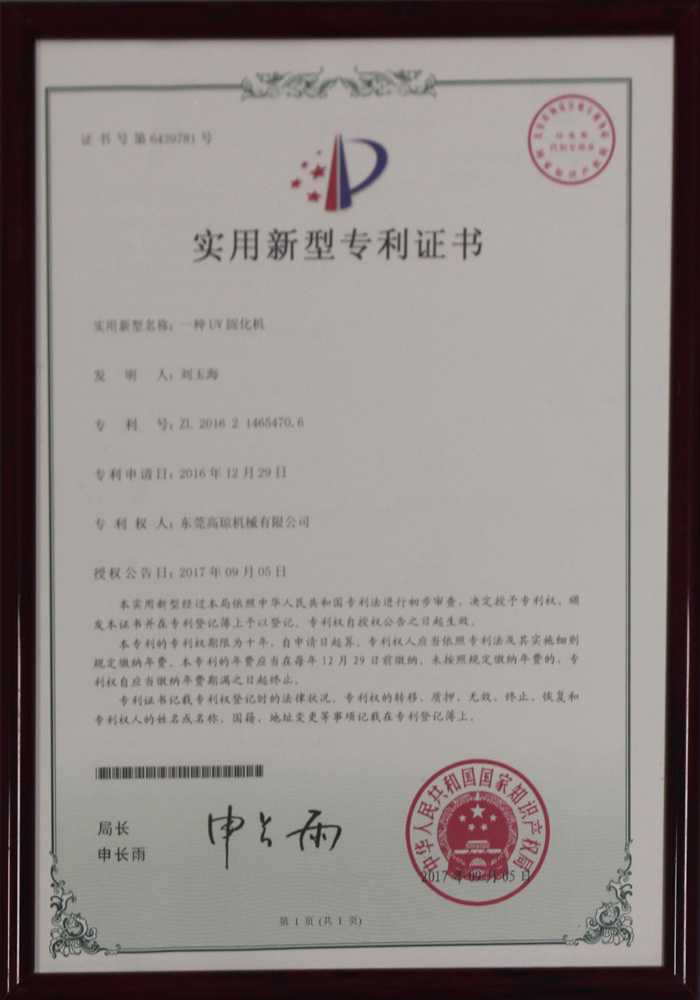 证书号第6439781号
实用新型专利证书
实用新型名称：一种UV固化机
发明人：刘玉海
专利号：ZL 2016 2 1465470.6
专利申请日：2016年12月29日
专利权人：东莞高琼机械有限公司
授权公告日：2017年09月05日
本实用新型经过本局依照中华人民共和国专利法进行初步审查，决定授予专利权，颁
发本证书并在专利登记簿上予以登记。专利权自授权公告之日起生效。
本专利的专利权期限为十年，自申请日起算。专利权人应当依照专利法及其实施细则
规定缴纳年费。本专利的年费应当在每年12月29日前缴纳。未按照规定缴纳年费的，专
利权自应当缴纳年费期满之日起终止。
专利证书记载专利权登记时的法律状况。专利权的转移、质押、无效、终止、恢复和
专利权人的姓名或名称、国籍、地址变更等事项记载在专利登记簿上。
局长
申长雨
申长雨
中华人民共和国国家知识产权局
2017年09月05日
第1页(共1页)